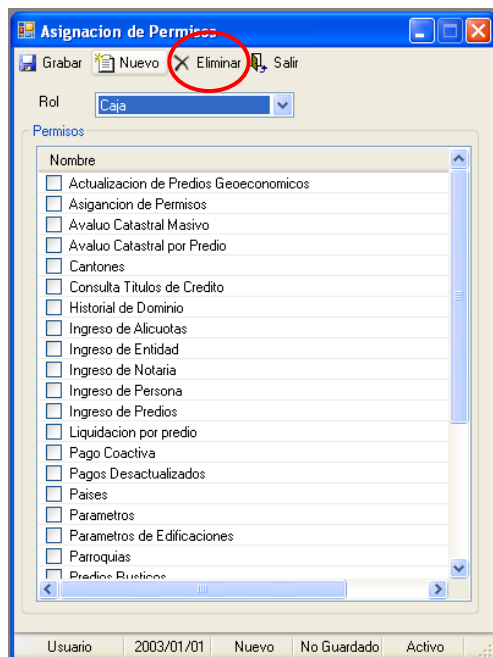 Asignacion de Permisos
Grabar Nuevo Eliminar Salir
Rol Caja
Permisos
Nombre
Actualizacion de Predios Geoeconomicos
Asigancion de Permisos
Avaluo Catastral Masivo
Avaluo Catastral por Predio
Cantones
Consulta Titulos de Credito
Historial de Dominio
Ingreso de Alicuotas
Ingreso de Entidad
Ingreso de Notaria
Ingreso de Persona
Ingreso de Predios
Liquidacion por predio
Pago Coactiva
Pagos Desactualizados
Paises
Parametros
Parametros de Edificaciones
Parroquias
Predios Rusticos
Usuario 2003/01/01 Nuevo No Guardado Activo